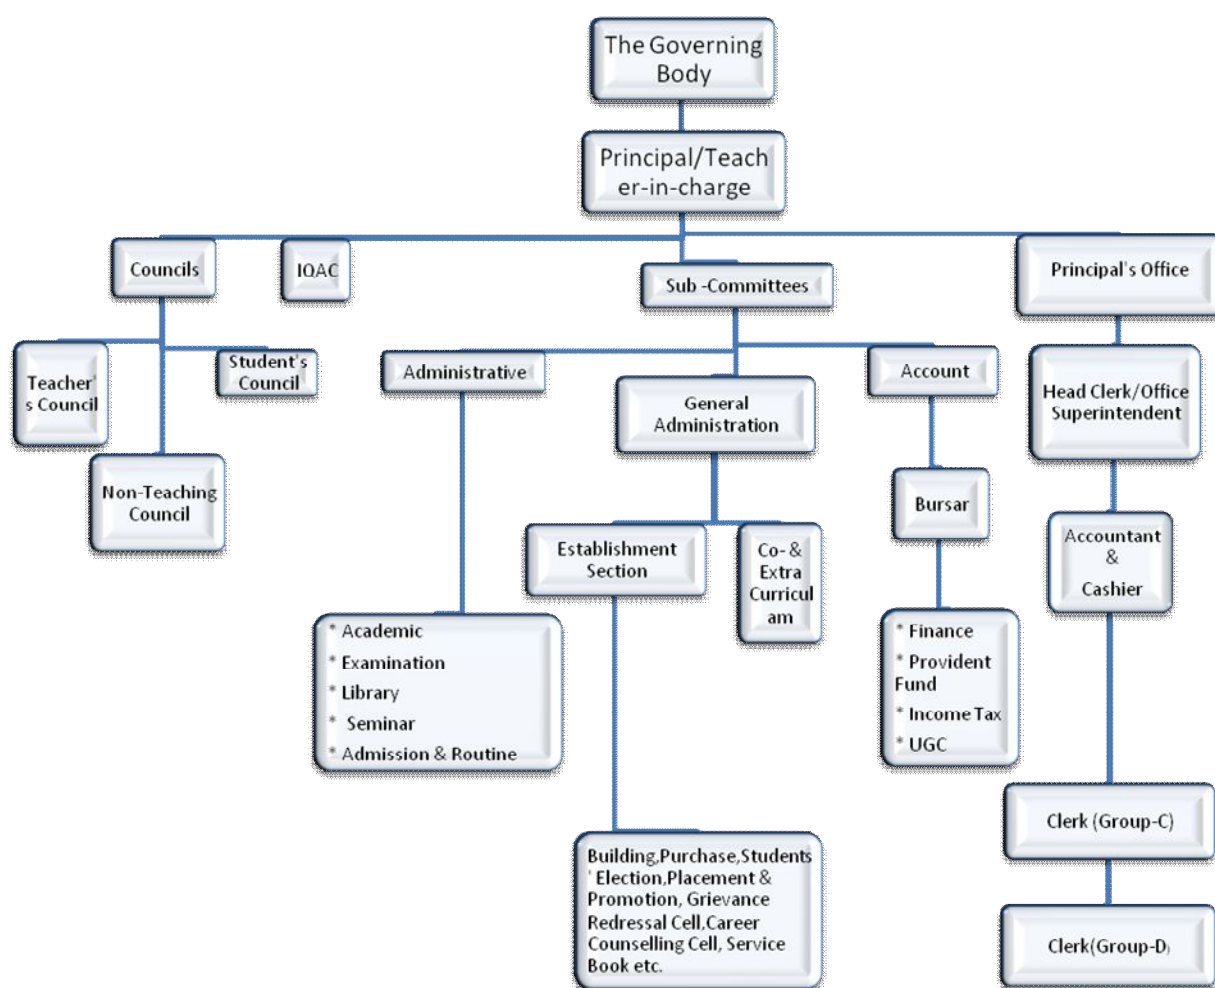 The Governing
Body
Principal/Teach
er-in-charge
Councils
IQAC
Sub -Committees
Principal's Office
Teacher'
s Council
Student's
Council
Non-Teaching
Council
Administrative
General
Administration
Account
Head Clerk/Office
Superintendent
Establishment
Section
Co- &
Extra
Curricul
am
Bursar
Accountant
&
Cashier
* Academic
* Examination
* Library
* Seminar
* Admission & Routine
* Finance
* Provident
Fund
* Income Tax
* UGC
Building,Purchase,Students
' Election,Placement &
Promotion, Grievance
Redressal Cell,Career
Counselling Cell, Service
Book etc.
Clerk (Group-C)
Clerk(Group-D)